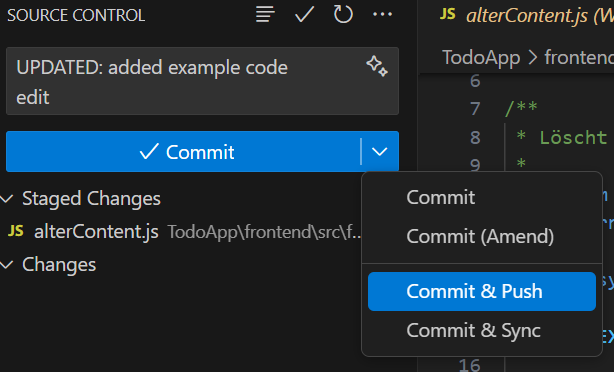 SOURCE CONTROL
UPDATED: added example code
edit
Commit
Staged Changes
JS alterContent.js TodoApp\frontend\src\f...
Changes
Commit
Commit (Amend)
Commit & Push
Commit & Sync
JS alterContent.js (W
TodoApp > fronten
6
7 /**
8 * Löscht
9 *
16